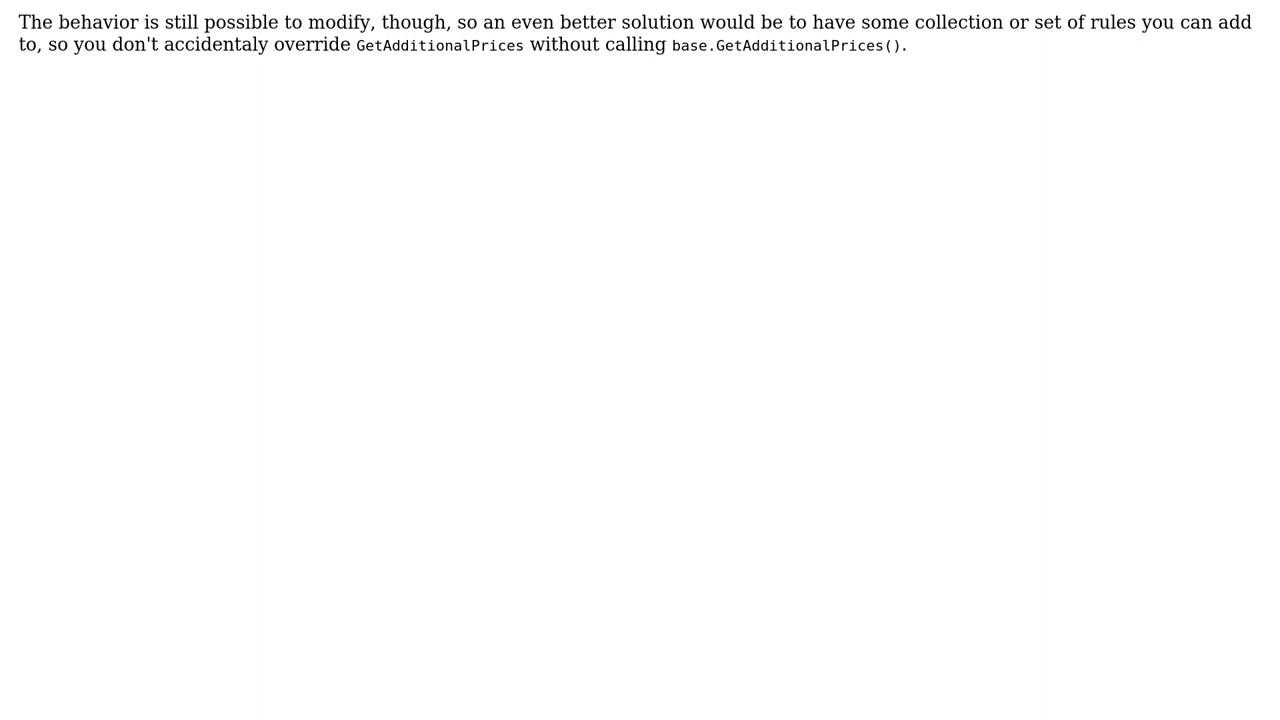 The behavior is still possible to modify, though, so an even better solution would be to have some collection or set of rules you can add
to, so you don't accidentaly override GetAdditionalPrices without calling base.GetAdditionalPrices().